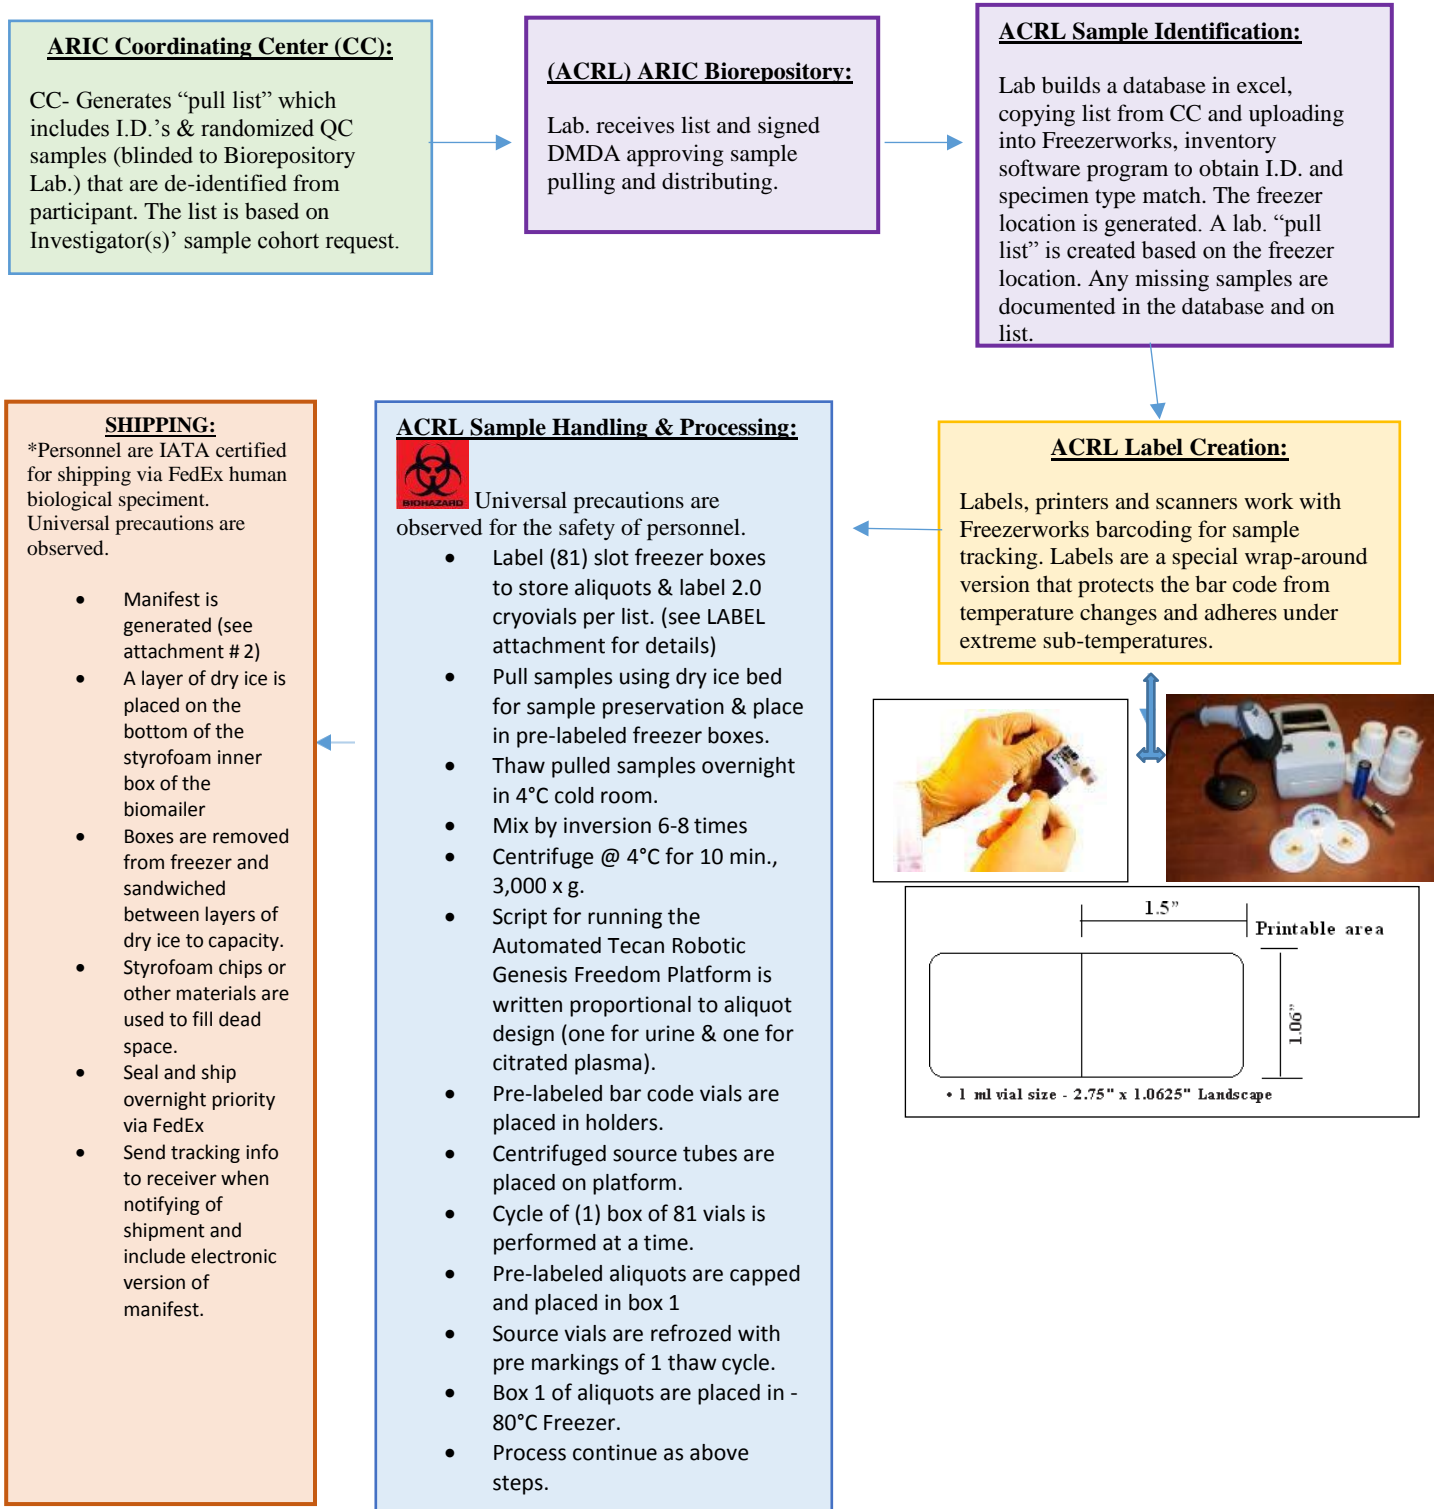 ARIC Coordinating Center (CC):
CC- Generates “pull list” which
includes I.D.’s & randomized QC
samples (blinded to Biorepository
Lab.) that are de-identified from
participant. The list is based on
Investigator(s)’ sample cohort request.
(ACRL) ARIC Biorepository:
Lab. receives list and signed
DMDA approving sample
pulling and distributing.
ACRL Sample Identification:
Lab builds a database in excel,
copying list from CC and uploading
into Freezerworks, inventory
software program to obtain I.D. and
specimen type match. The freezer
location is generated. A lab. “pull
list” is created based on the freezer
location. Any missing samples are
documented in the database and on
list.
ACRL Label Creation:
Labels, printers and scanners work with
Freezerworks barcoding for sample
tracking. Labels are a special wrap-around
version that protects the bar code from
temperature changes and adheres under
extreme sub-temperatures.
1.5”
Printable area
1.06”
• 1 ml vial size - 2.75" x 1.0625" Landscape
ACRL Sample Handling & Processing:
BIOHAZARD
Universal precautions are
observed for the safety of personnel.
• Label (81) slot freezer boxes
to store aliquots & label 2.0
cryovials per list. (see LABEL
attachment for details)
• Pull samples using dry ice bed
for sample preservation & place
in pre-labeled freezer boxes.
• Thaw pulled samples overnight
in 4°C cold room.
• Mix by inversion 6-8 times
• Centrifuge @ 4°C for 10 min.,
3,000 x g.
• Script for running the
Automated Tecan Robotic
Genesis Freedom Platform is
written proportional to aliquot
design (one for urine & one for
citrated plasma).
• Pre-labeled bar code vials are
placed in holders.
• Centrifuged source tubes are
placed on platform.
• Cycle of (1) box of 81 vials is
performed at a time.
• Pre-labeled aliquots are capped
and placed in box 1
• Source vials are refrozed with
pre markings of 1 thaw cycle.
• Box 1 of aliquots are placed in -
80°C Freezer.
• Process continue as above
steps.
SHIPPING:
*Personnel are IATA certified
for shipping via FedEx human
biological speciment.
Universal precautions are
observed.
• Manifest is
generated (see
attachment # 2)
• A layer of dry ice is
placed on the
bottom of the
styrofoam inner
box of the
biomailer
• Boxes are removed
from freezer and
sandwiched
between layers of
dry ice to capacity.
• Styrofoam chips or
other materials are
used to fill dead
space.
• Seal and ship
overnight priority
via FedEx
• Send tracking info
to receiver when
notifying of
shipment and
include electronic
version of
manifest.